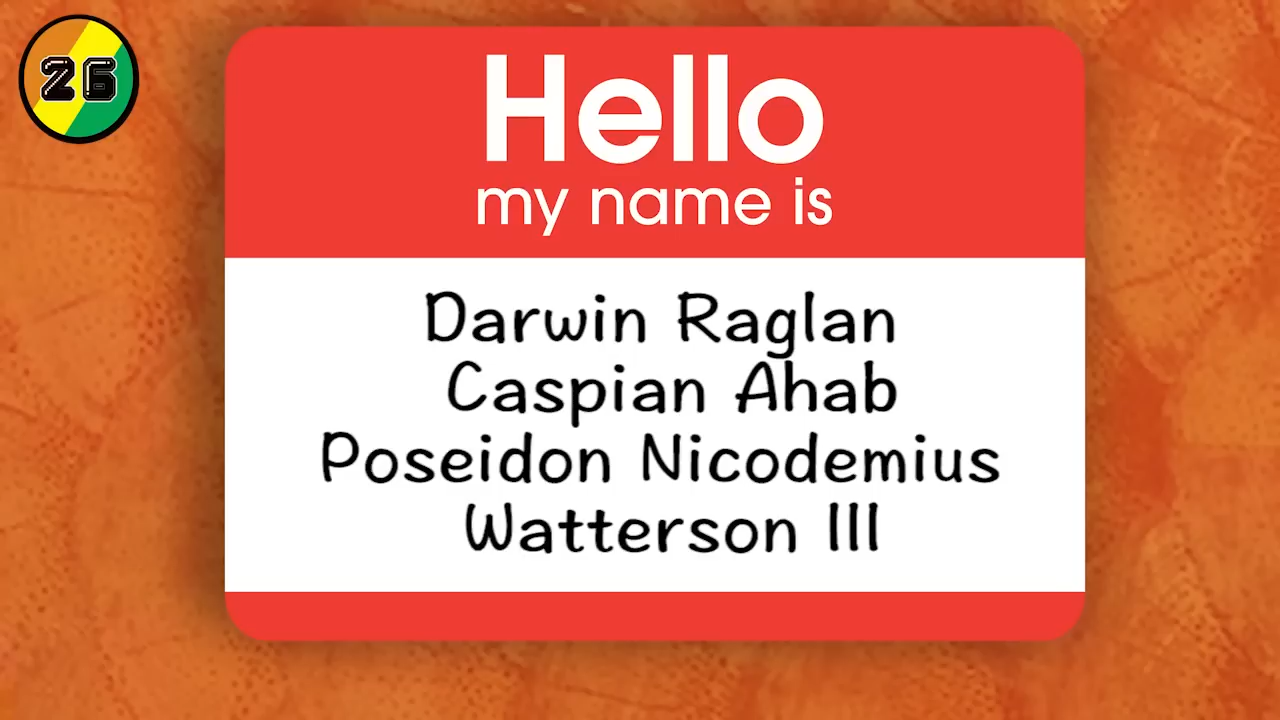 26
Hello
my name is
Darwin Raglan
Caspian Ahab
Poseidon Nicodemius
Watterson III